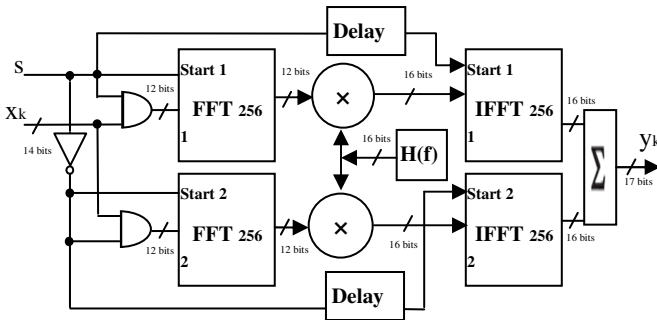 Delay
S
Start 1
12 bits
FFT 256
1
12 bits
×
16 bits
Start 1
IFFT 256
1
16 bits
xk
14 bits
16 bits
H(f)
Σ
yk
17 bits
Start 2
12 bits
FFT 256
2
12 bits
×
16 bits
Start 2
IFFT 256
2
16 bits
Delay